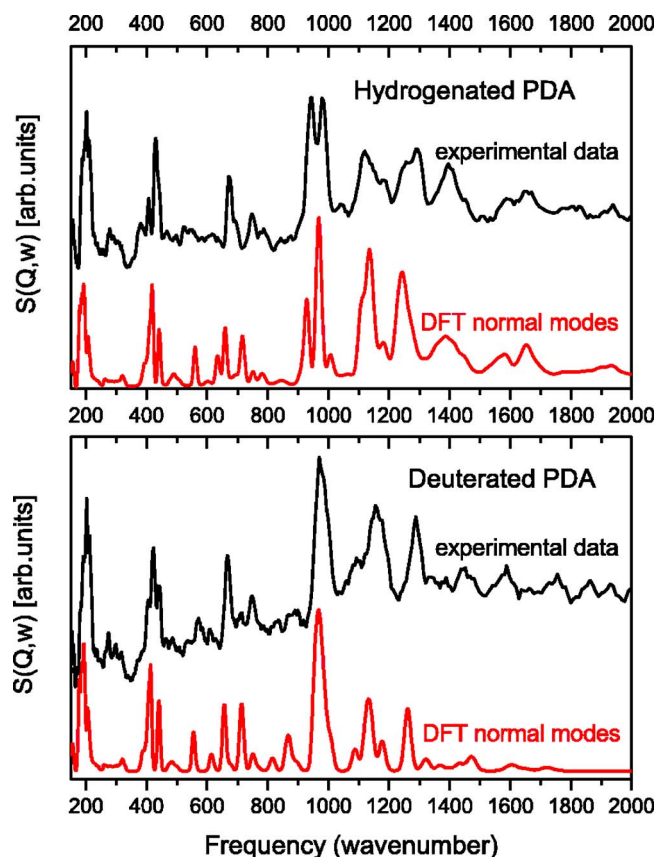 200 400 600 800 1000 1200 1400 1600 1800 2000
Hydrogenated PDA
experimental data
S(Q,w) [arb.units]
DFT normal modes
200 400 600 800 1000 1200 1400 1600 1800 2000
Deuterated PDA
experimental data
S(Q,w) [arb.units]
DFT normal modes
200 400 600 800 1000 1200 1400 1600 1800 2000
Frequency (wavenumber)